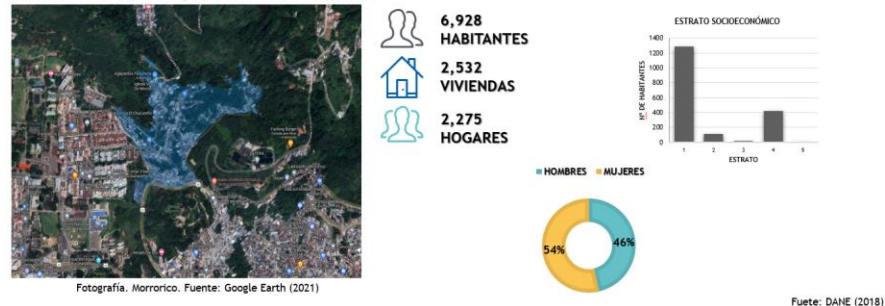 6,928
HABITANTES
2,532
VIVIENDAS
2,275
HOGARES
ESTRATO SOCIOECONÓMICO
Nº DE HABITANTES
1400
1200
1000
800
600
400
200
0
1 2 3 4 5
ESTRATO
HOMBRES MUJERES
54% 46%
Fotografía. Morrorico. Fuente: Google Earth (2021)
Fuete: DANE (2018)